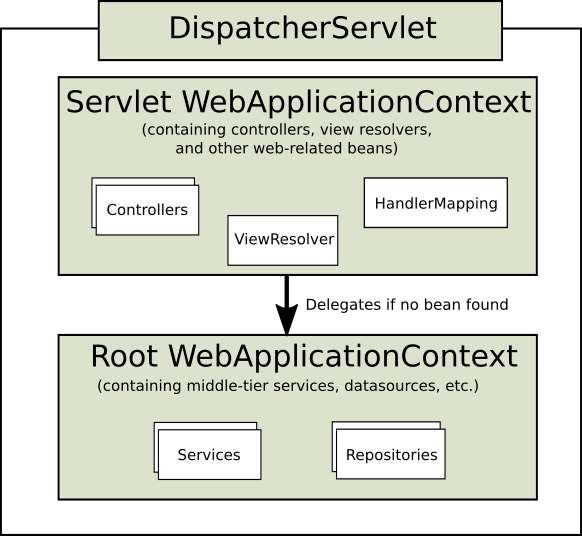 DispatcherServlet
Servlet WebApplicationContext
(containing controllers, view resolvers,
and other web-related beans)
Controllers
HandlerMapping
ViewResolver
Delegates if no bean found
Root WebApplicationContext
(containing middle-tier services, datasources, etc.)
Services
Repositories